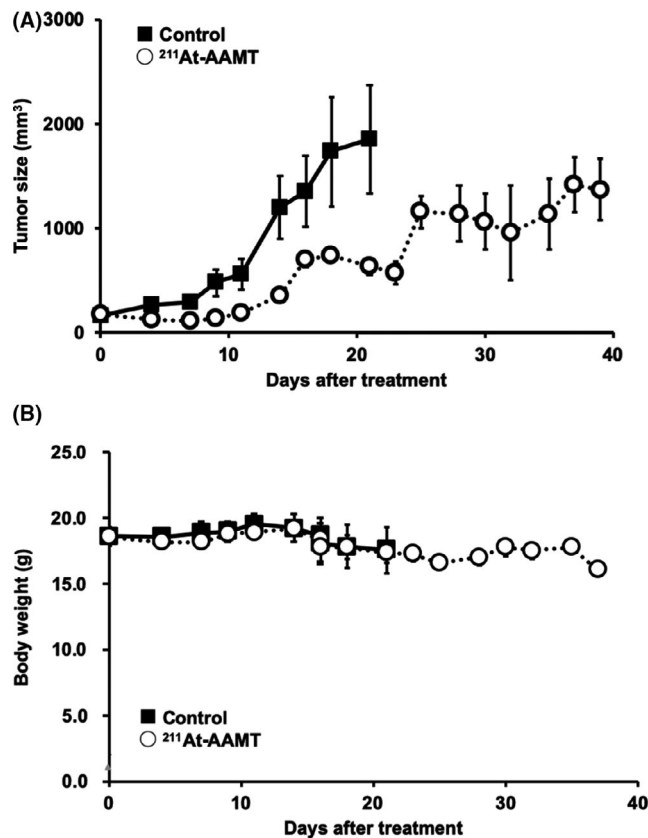 (A)
3000
2000
1000
0
Tumor size (mm³)
Control
²¹¹At-AAMT
0 10 20 30 40
Days after treatment
(B)
25.0
20.0
15.0
10.0
5.0
0.0
Body weight (g)
Control
²¹¹At-AAMT
0 10 20 30 40
Days after treatment